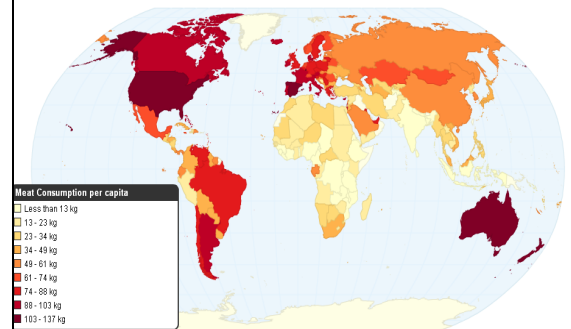 Meat Consumption per capita
Less than 13 kg
13 - 23 kg
23 - 34 kg
34 - 49 kg
49 - 61 kg
61 - 74 kg
74 - 88 kg
88 - 103 kg
103 - 137 kg